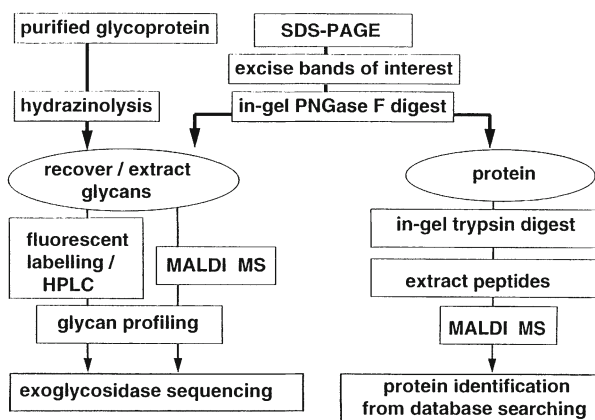 purified glycoprotein
SDS-PAGE
excise bands of interest
hydrazinolysis
in-gel PNGase F digest
recover / extract
glycans
protein
fluorescent
labelling /
HPLC
MALDI MS
in-gel trypsin digest
extract peptides
glycan profiling
MALDI MS
exoglycosidase sequencing
protein identification
from database searching